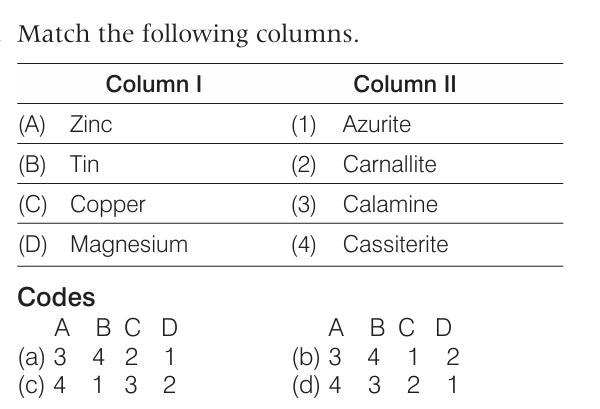 Match the following columns.
Column I Column II
(A) Zinc (1) Azurite
(B) Tin (2) Carnallite
(C) Copper (3) Calamine
(D) Magnesium (4) Cassiterite
Codes
A B C D A B C D
(a) 3 4 2 1 (b) 3 4 1 2
(c) 4 1 3 2 (d) 4 3 2 1